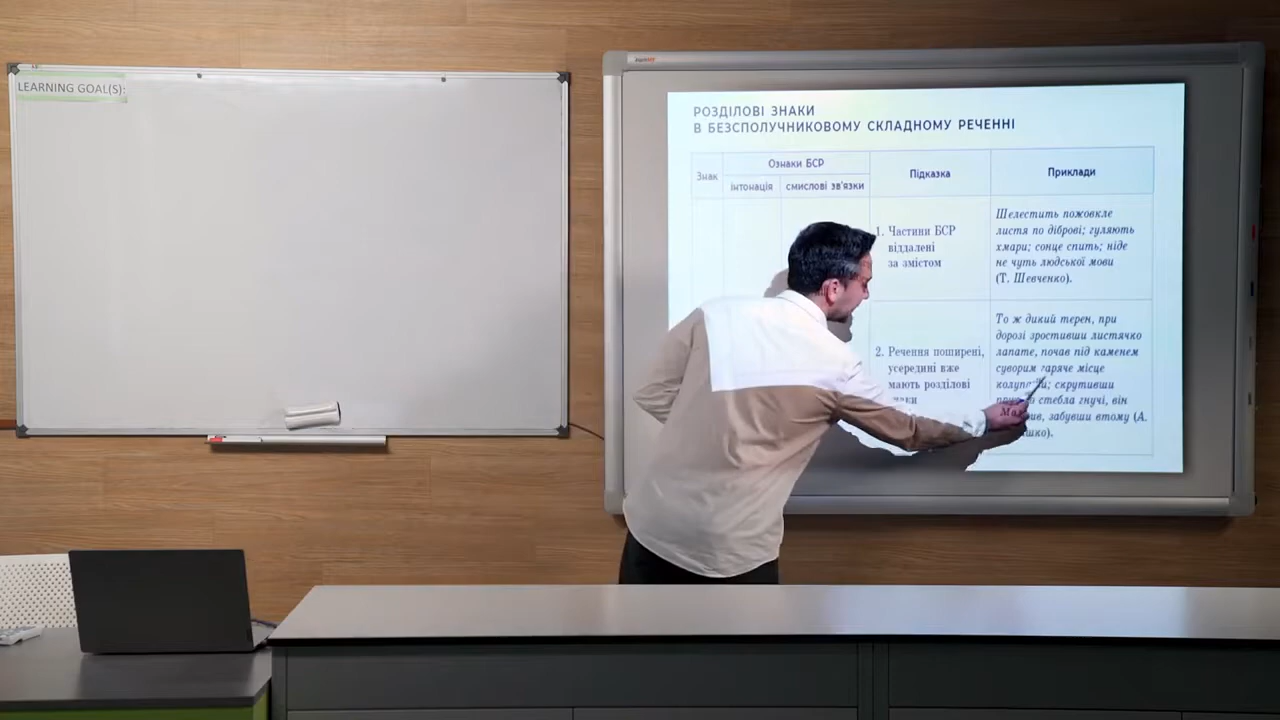 LEARNING GOAL(S):
РОЗДІЛОВІ ЗНАКИ
В БЕЗСПОЛУЧНИКОВОМУ СКЛАДНОМУ РЕЧЕННІ
Знак
Ознаки БСР
інтонація
смислові зв'язки
Підказка
Приклади
1. Частини БСР
віддалені
за змістом
Шелестить пожовкле
листя по діброві; гуляють
хмари; сонце спить; ніде
не чуть людської мови
(Т. Шевченко).
2. Речення поширені,
усередині вже
мають розділові
То ж дикий терен, при
дорозі зростивши листячко
лапате, почав під каменем
суворим гаряче місце
скрутивши
стебла гнучі, він
забувши втому (А.